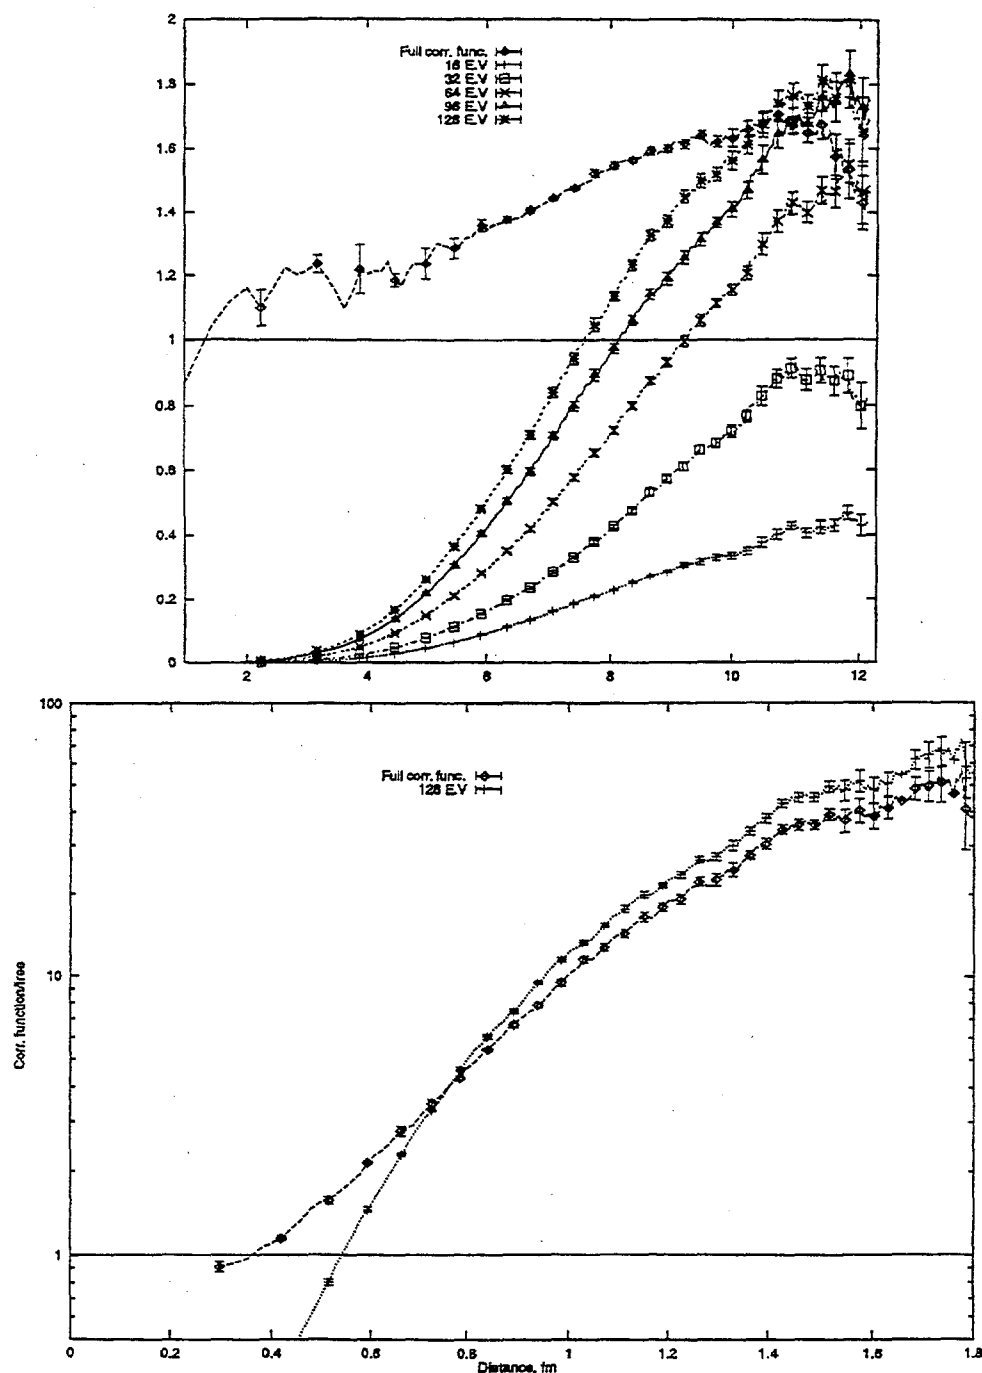 2
1.8
1.6
1.4
1.2
1
0.8
0.6
0.4
0.2
0
Full corr. func.
16 E.V
32 E.V
64 E.V
96 E.V
128 E.V
2 4 6 8 10 12
100
10
1
Corr. function/free
Full corr. func.
128 E.V
0 0.2 0.4 0.6 0.8 1 1.2 1.4 1.6 1.8
Distance, fm